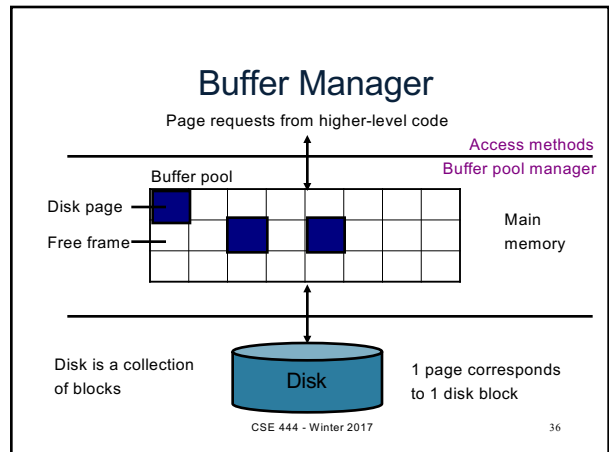 Buffer Manager
Page requests from higher-level code
Access methods
Buffer pool manager
Buffer pool
Disk page
Free frame
Main
memory
Disk is a collection
of blocks
Disk
1 page corresponds
to 1 disk block
CSE 444 - Winter 2017
36